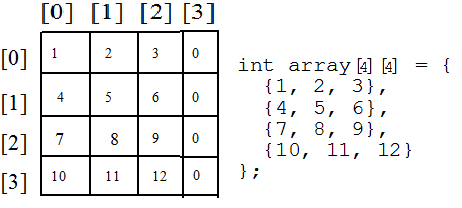 [0] [1] [2] [3]
[0] 1 2 3 0
[1] 4 5 6 0
[2] 7 8 9 0
[3] 10 11 12 0
int array[4][4] = {
{1, 2, 3},
{4, 5, 6},
{7, 8, 9},
{10, 11, 12}
};